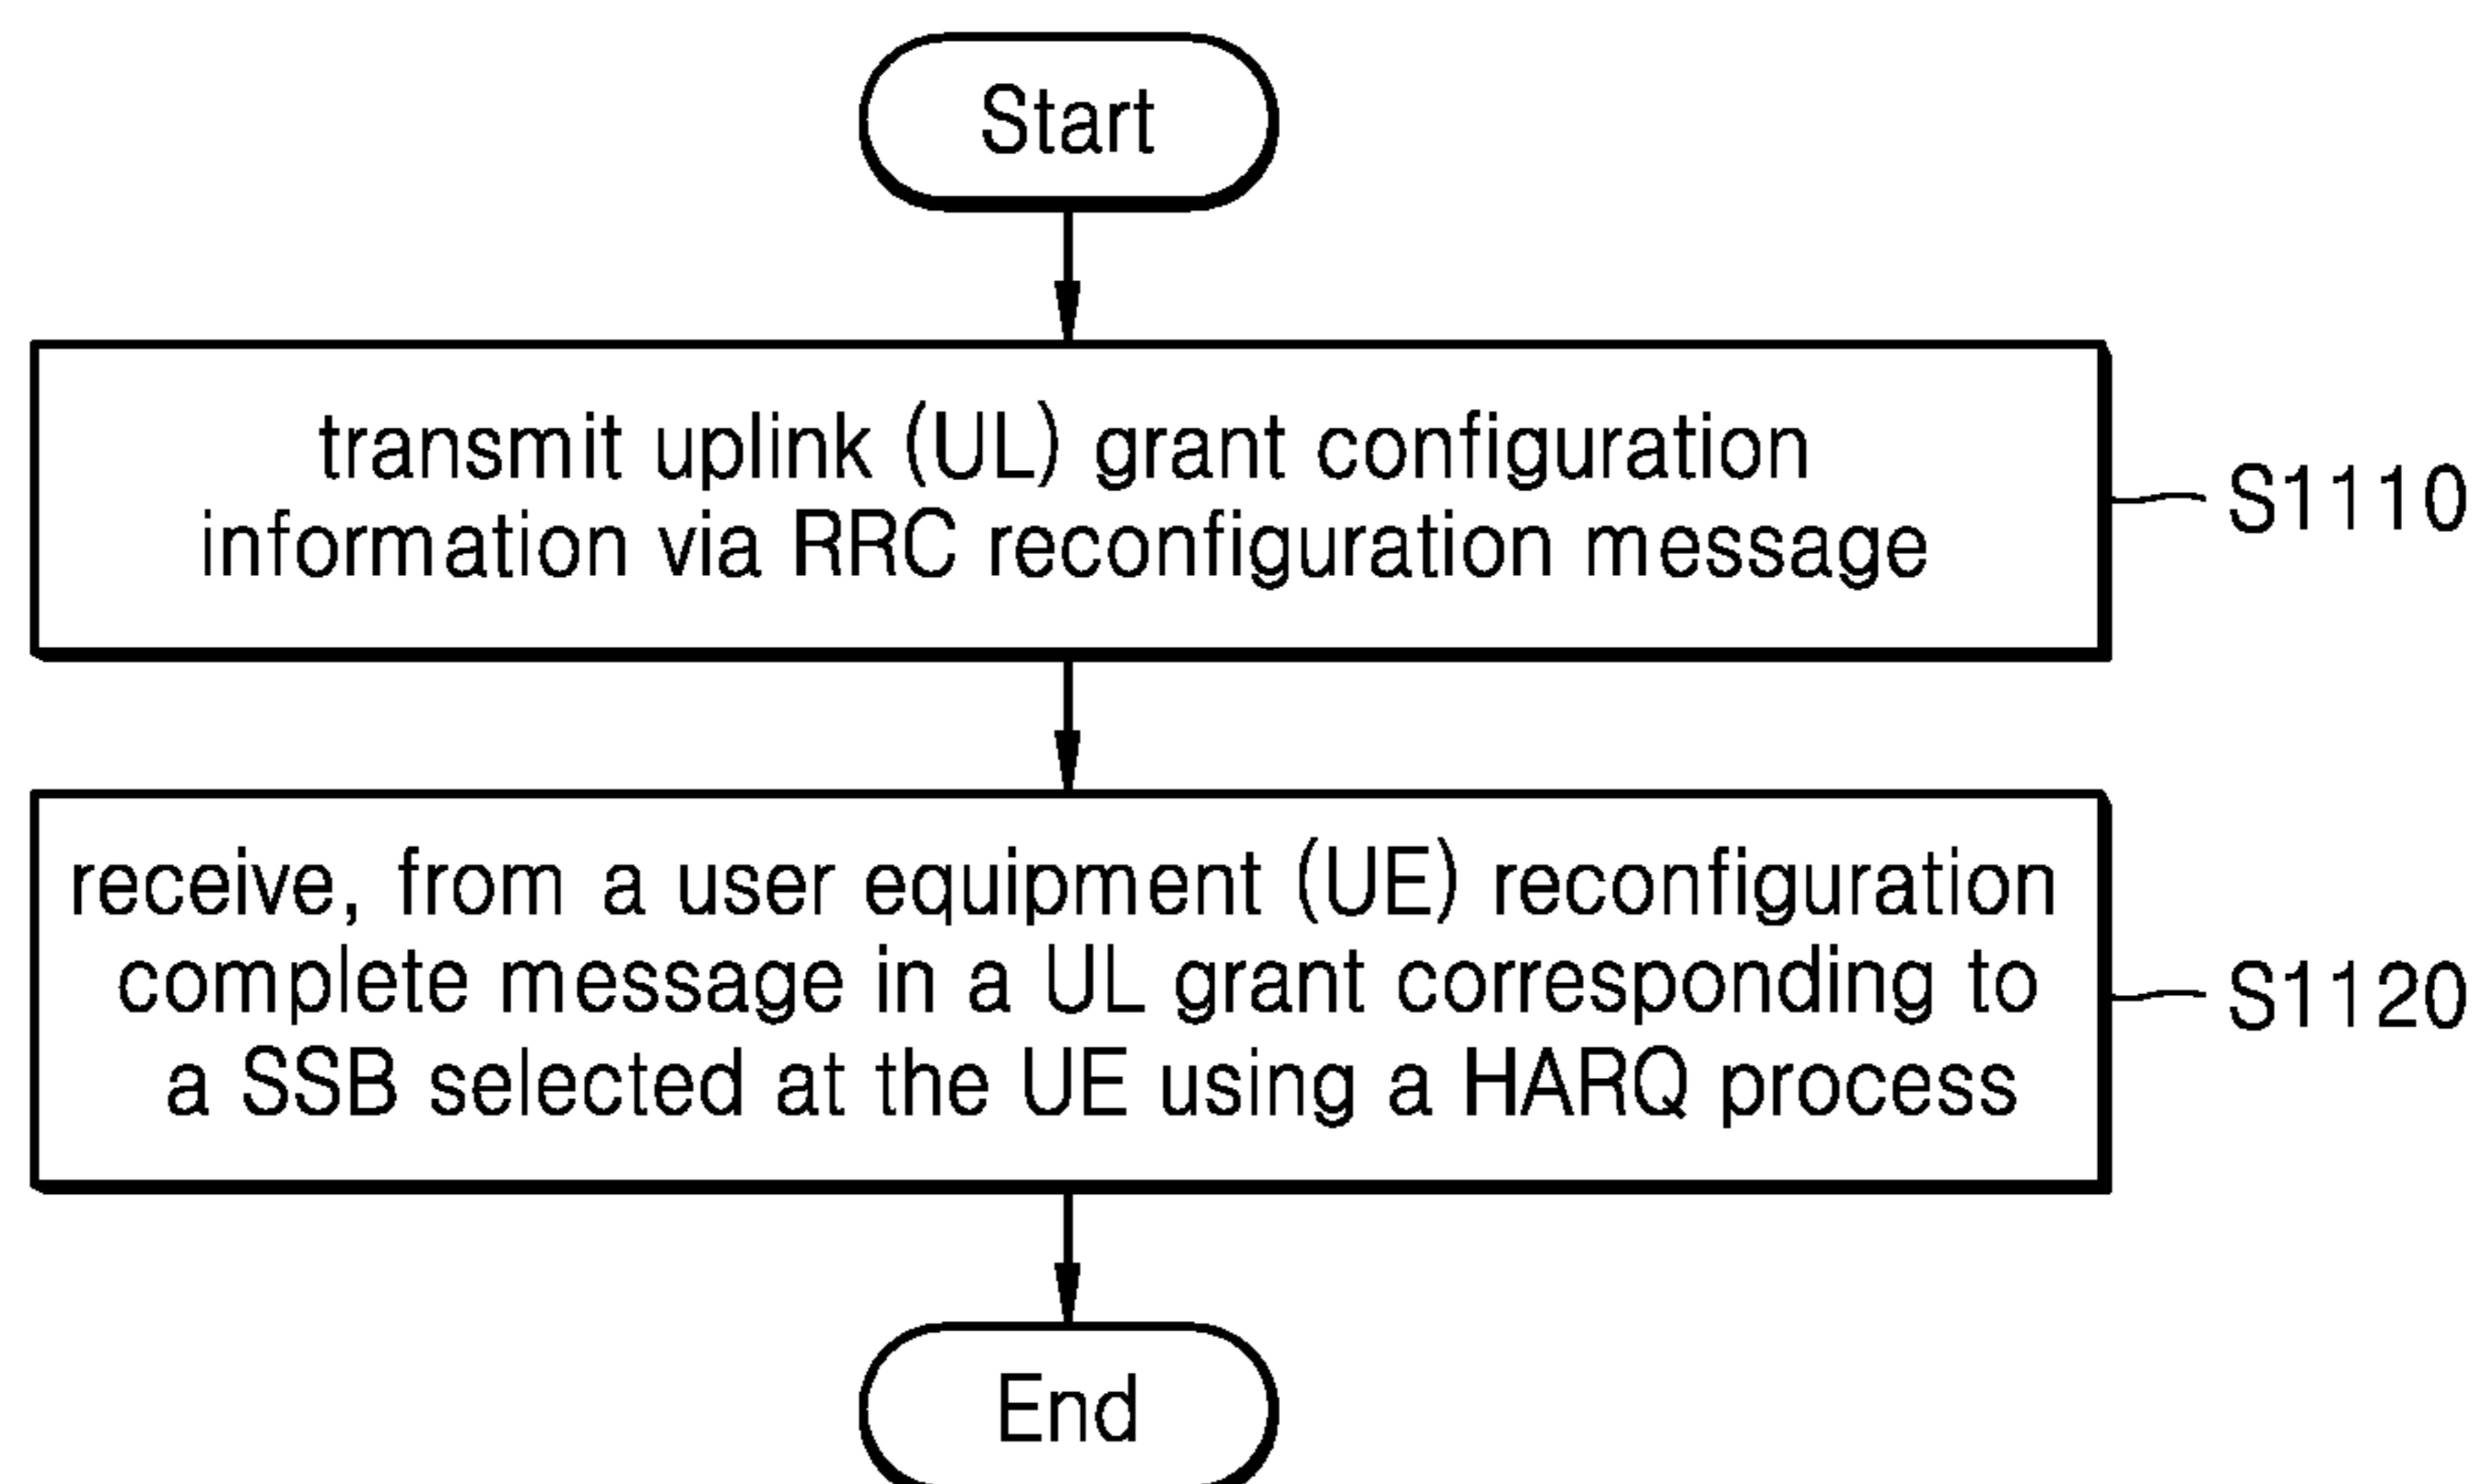 Start
transmit uplink (UL) grant configuration
information via RRC reconfiguration message
S1110
receive, from a user equipment (UE) reconfiguration
complete message in a UL grant corresponding to
a SSB selected at the UE using a HARQ process
S1120
End